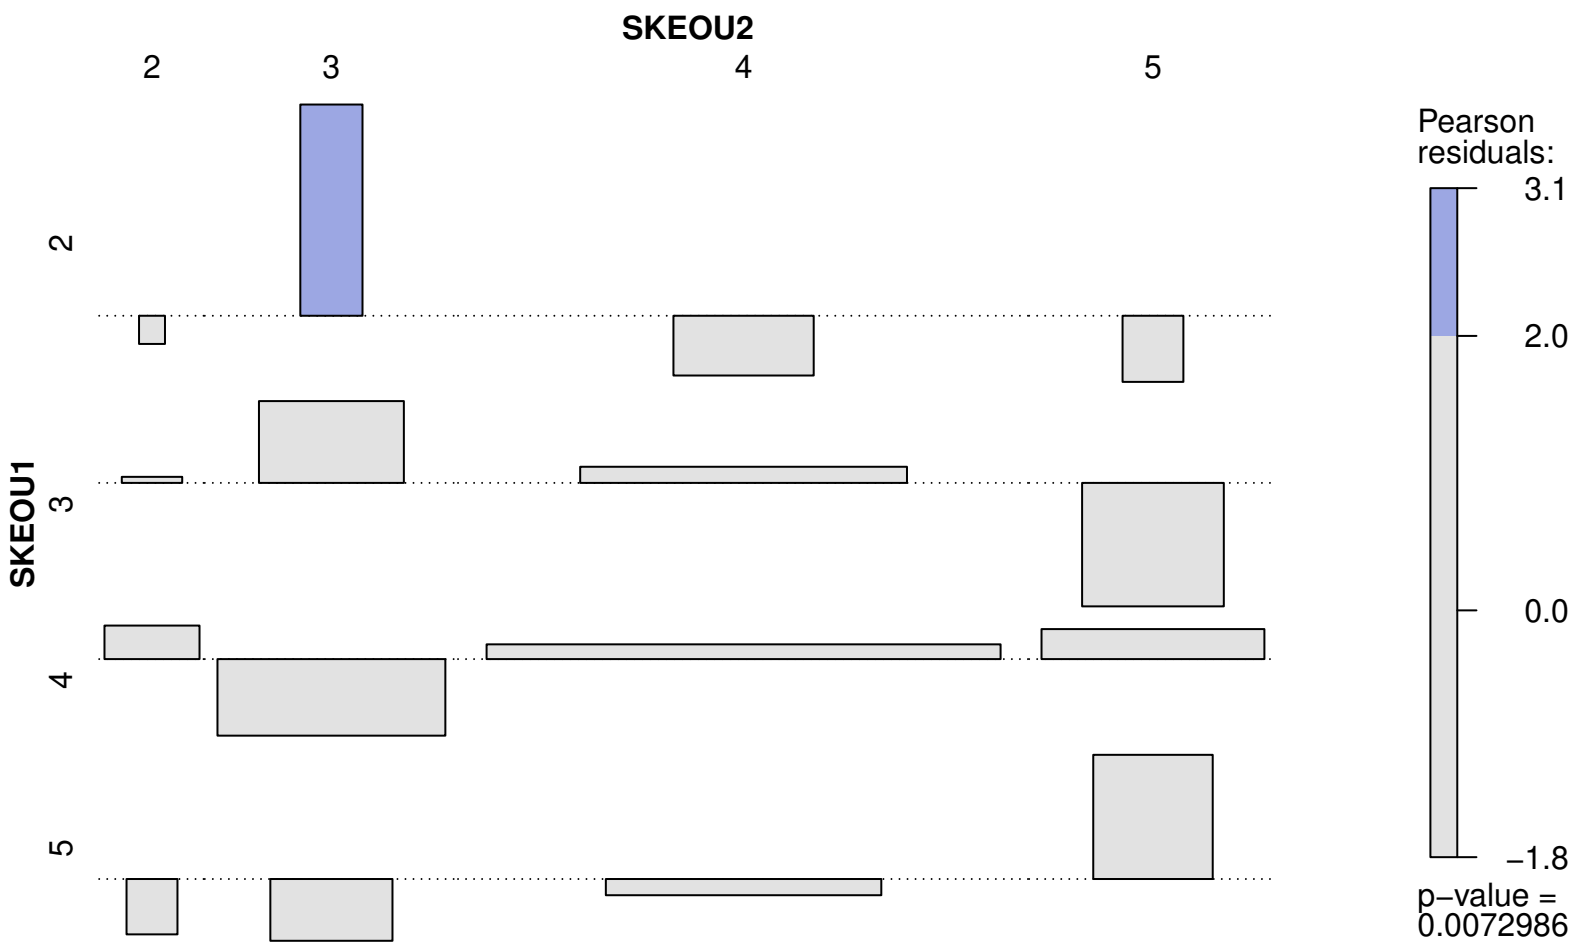 SKEOU2
2 3 4 5
SKEOU1
2
3
4
5
Pearson
residuals:
3.1
2.0
0.0
−1.8
p−value =
0.0072986